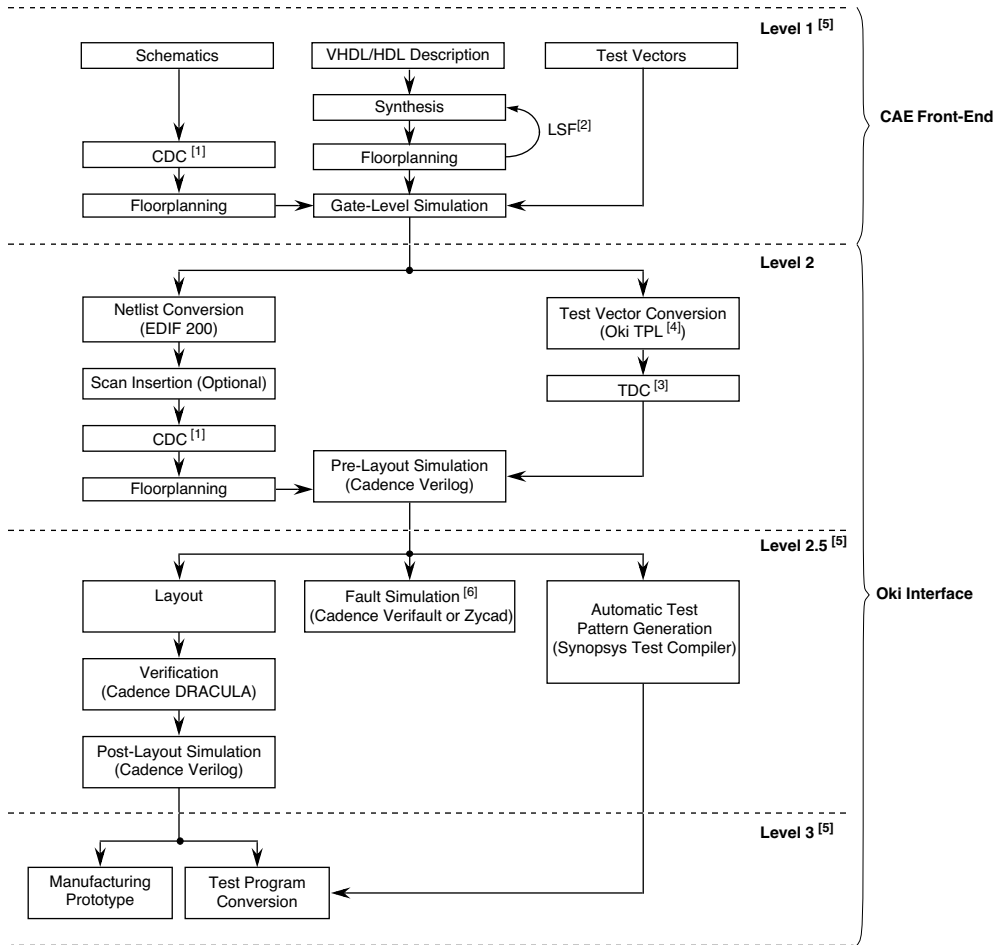 Level 1 [5]
Schematics
VHDL/HDL Description
Test Vectors
Synthesis
LSF[2]
CAE Front-End
CDC [1]
Floorplanning
Floorplanning
Gate-Level Simulation
Level 2
Netlist Conversion
(EDIF 200)
Test Vector Conversion
(Oki TPL [4])
Scan Insertion (Optional)
TDC [3]
CDC [1]
Floorplanning
Pre-Layout Simulation
(Cadence Verilog)
Level 2.5 [5]
Layout
Fault Simulation [6]
(Cadence Verifault or Zycad)
Automatic Test
Pattern Generation
(Synopsys Test Compiler)
Oki Interface
Verification
(Cadence DRACULA)
Post-Layout Simulation
(Cadence Verilog)
Level 3 [5]
Manufacturing
Prototype
Test Program
Conversion